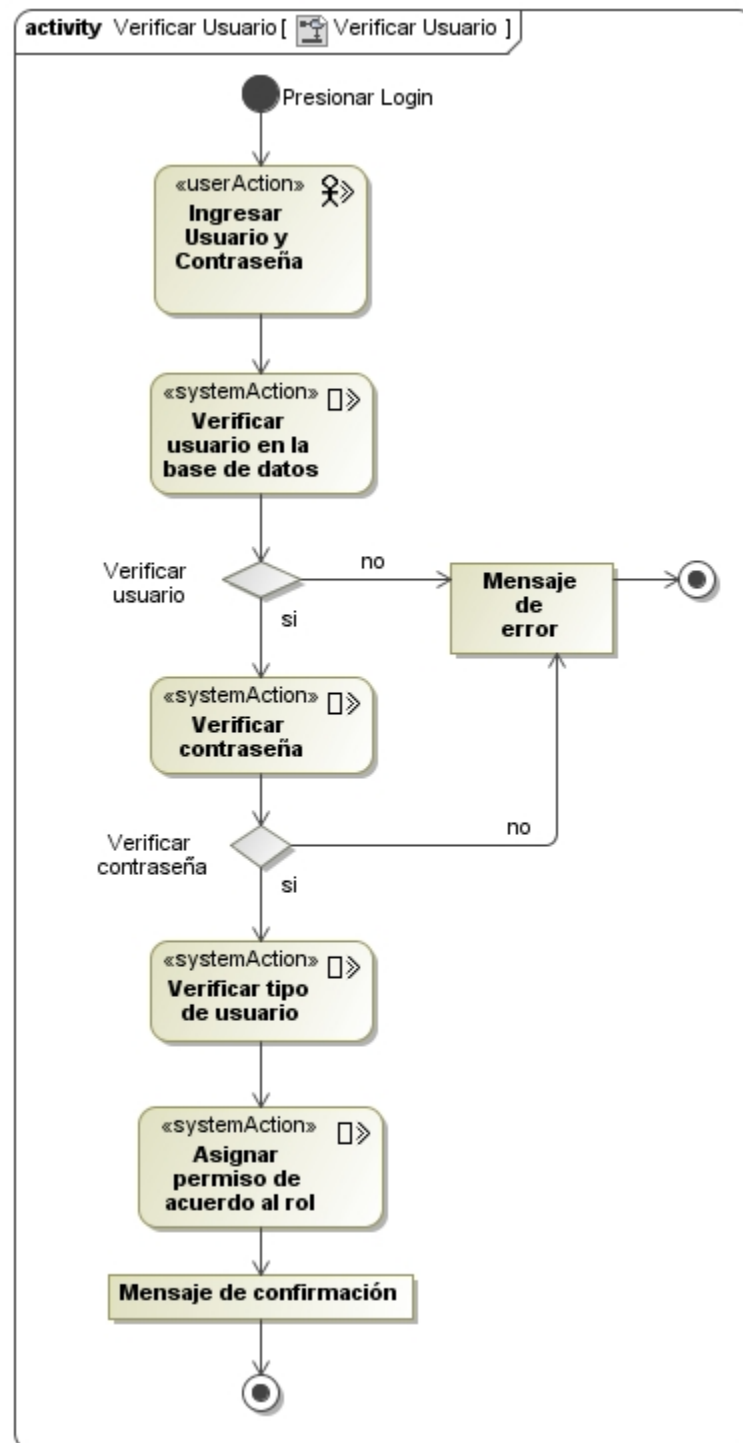 activity Verificar Usuario [ Verificar Usuario ]
Presionar Login
«userAction»
Ingresar
Usuario y
Contraseña
«systemAction»
Verificar
usuario en la
base de datos
Verificar
usuario
no
si
Mensaje
de
error
«systemAction»
Verificar
contraseña
Verificar
contraseña
no
si
«systemAction»
Verificar tipo
de usuario
«systemAction»
Asignar
permiso de
acuerdo al rol
Mensaje de confirmación